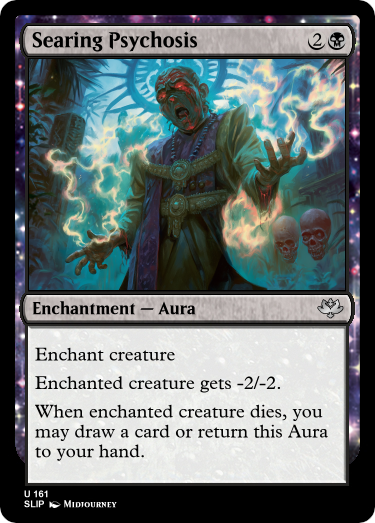 Searing Psychosis 2
Enchantment — Aura
Enchant creature
Enchanted creature gets -2/-2.
When enchanted creature dies, you
may draw a card or return this Aura
to your hand.
U 161
SLIP Midjourney